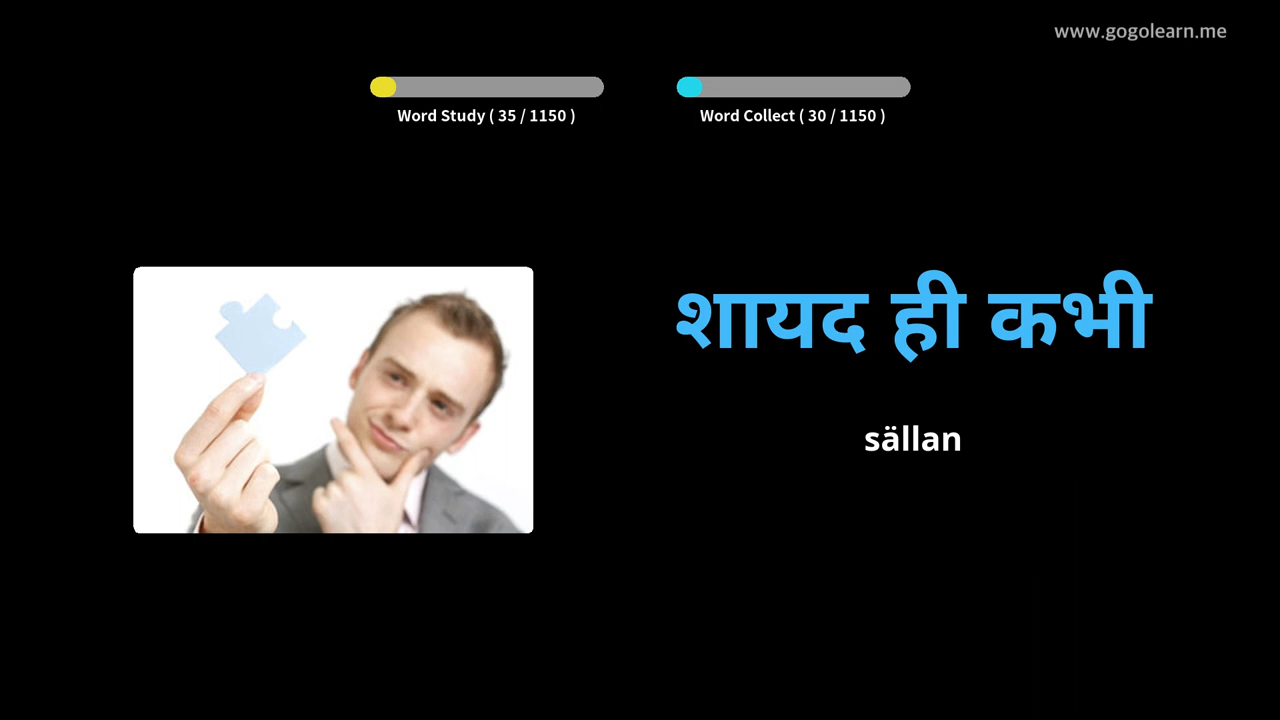 www.gogolearn.me
Word Study ( 35 / 1150 )
Word Collect ( 30 / 1150 )
शायद ही कभी
sällan